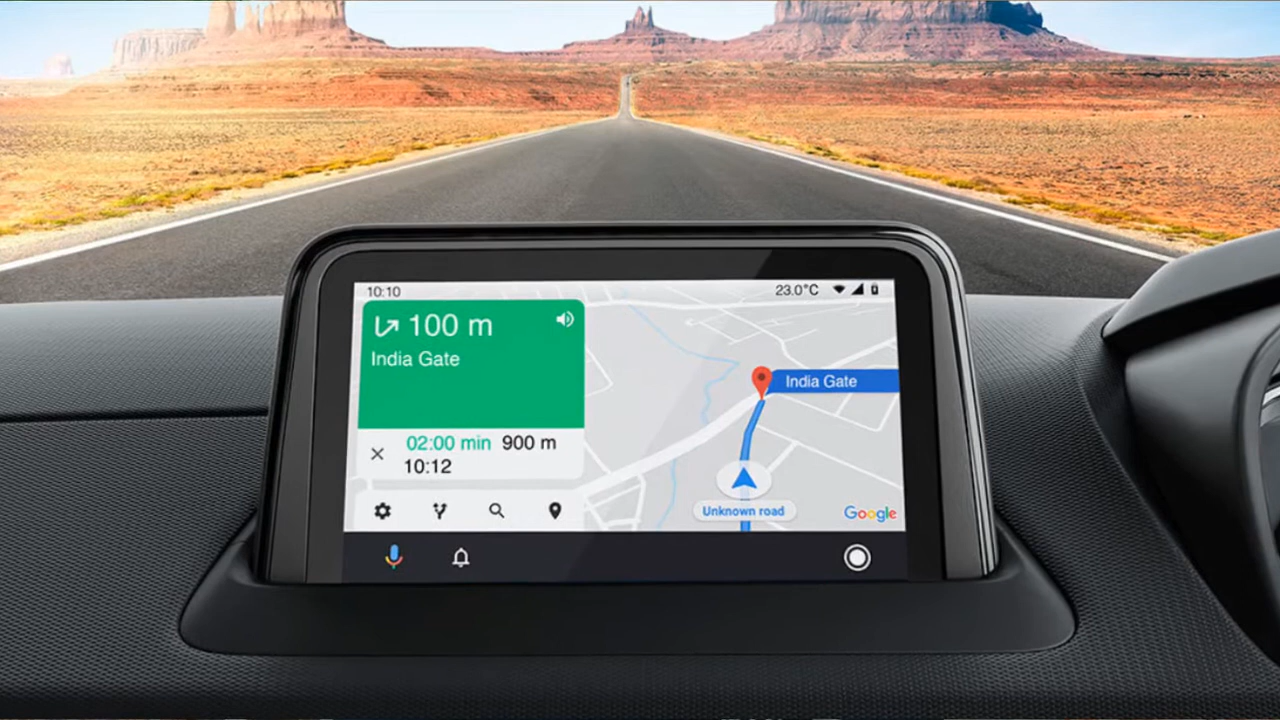 10:10
23.0°C
100 m
India Gate
02:00 min 900 m
10:12
India Gate
Unknown road
Google